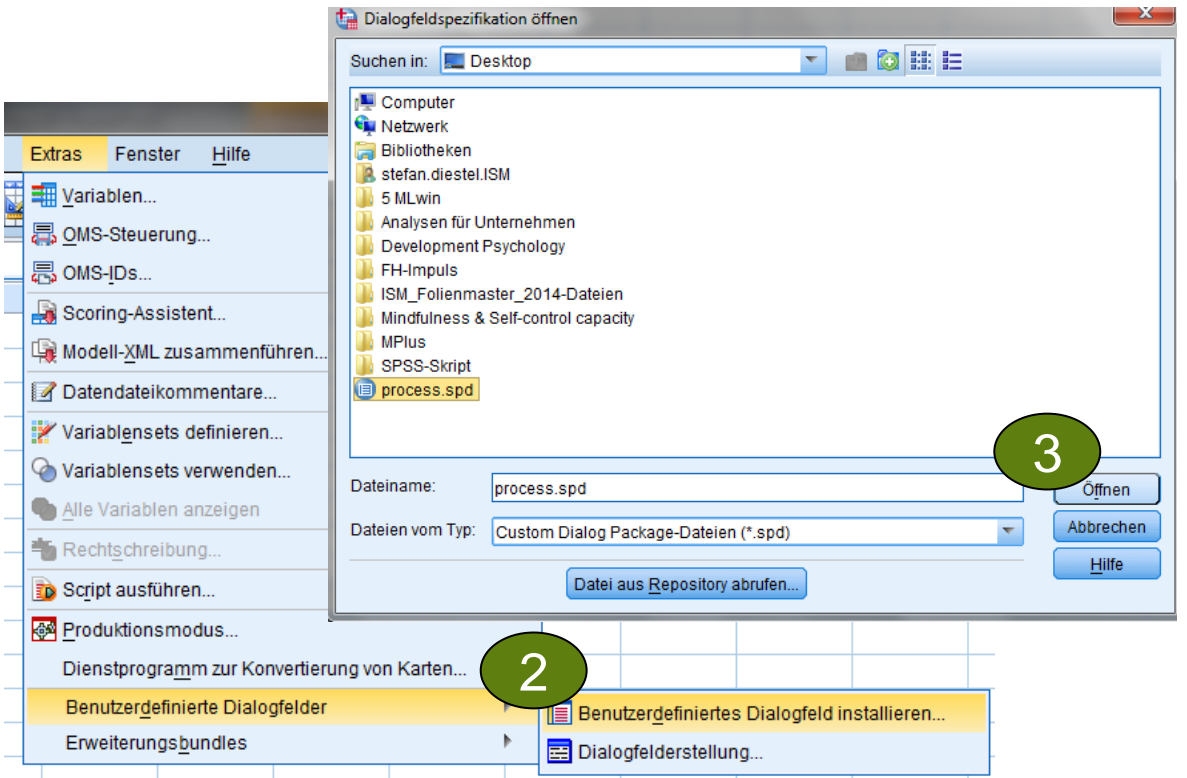 Dialogfeldspezifikation öffnen
X
Suchen in: Desktop
Computer
Netzwerk
Bibliotheken
stefan.diestel.ISM
5 MLwin
Analysen für Unternehmen
Development Psychology
FH-Impuls
ISM_Folienmaster_2014-Dateien
Mindfulness & Self-control capacity
MPlus
SPSS-Skript
process.spd
3
Dateiname: process.spd
Öffnen
Dateien vom Typ: Custom Dialog Package-Dateien (*.spd)
Abbrechen
Hilfe
Datei aus Repository abrufen...
Extras Fenster Hilfe
Variablen...
OMS-Steuerung...
OMS-IDs...
Scoring-Assistent...
Modell-XML zusammenführen...
Datendateikommentare...
Variablensets definieren...
Variablensets verwenden...
Alle Variablen anzeigen
Rechtschreibung...
Script ausführen...
Produktionsmodus...
Dienstprogramm zur Konvertierung von Karten...
2
Benutzerdefinierte Dialogfelder
Benutzerdefiniertes Dialogfeld installieren...
Erweiterungsbundles
Dialogfelderstellung...